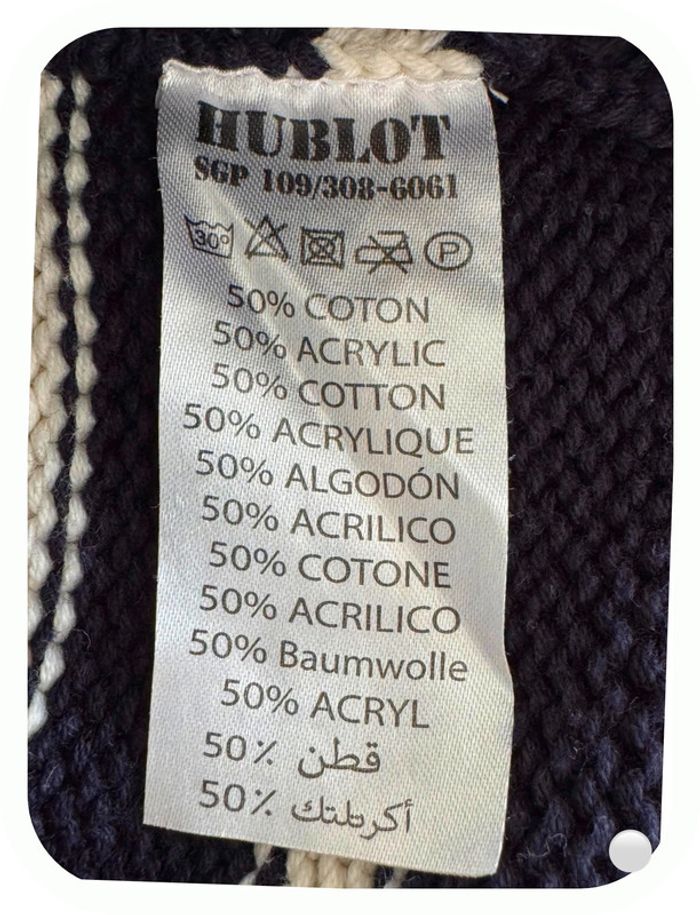 HUBLOT
SGP 109/308-6061
30° P
50% COTON
50% ACRYLIC
50% COTTON
50% ACRYLIQUE
50% ALGODÓN
50% ACRILICO
50% COTONE
50% ACRILICO
50% Baumwolle
50% ACRYL
50٪ قطن
50٪ أكريلتك